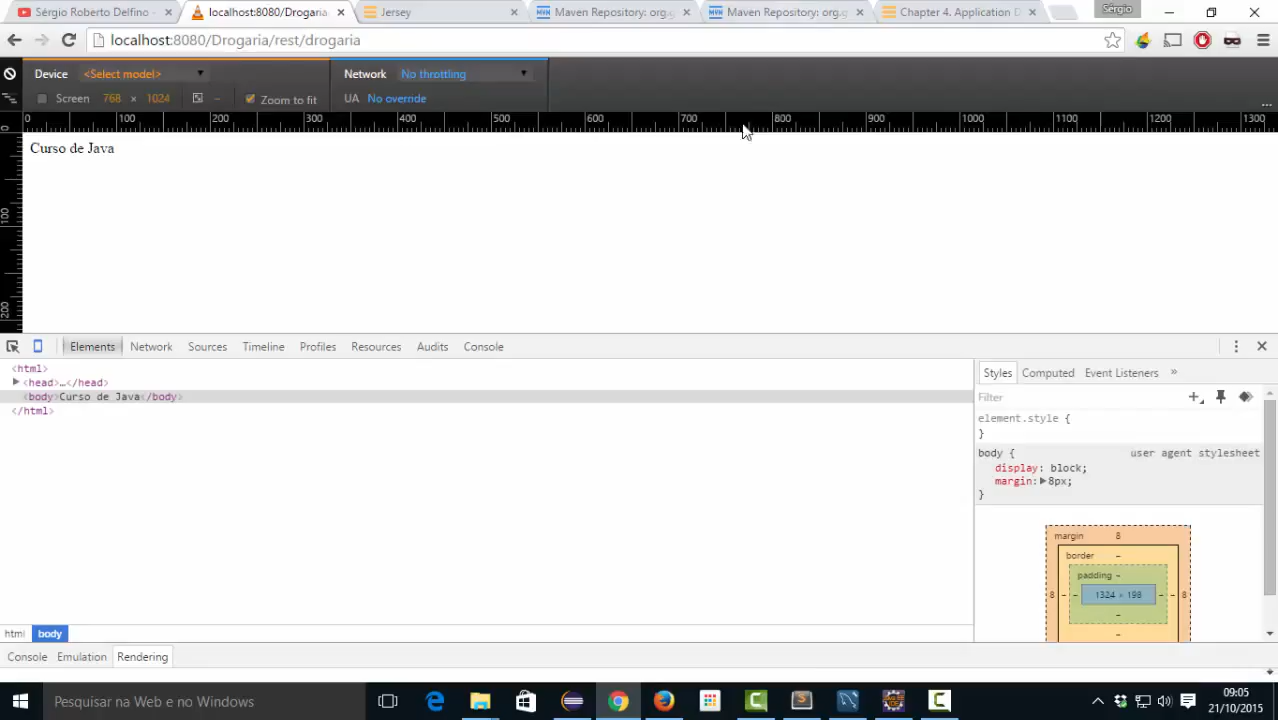 Sérgio Roberto Delfino -
localhost:8080/Drogaria
Jersey
Maven Repository: org.
Maven Repository: org.g
Chapter 4. Application D
Sérgio
localhost:8080/Drogaria/rest/drogaria
Device <Select model> Network No throttling
Screen 768 × 1024 Zoom to fit UA No override
0 100 200 300 400 500 600 700 800 900 1000 1100 1200 1300
0
100
200
Curso de Java
Elements Network Sources Timeline Profiles Resources Audits Console
<html>
<head>…</head>
<body>Curso de Java</body>
</html>
Styles Computed Event Listeners »
Filter
element.style {
}
body { user agent stylesheet
display: block;
margin: 8px;
}
margin 8
border –
padding –
8 – – 1324 × 198 – – 8
–
–
html body
Console Emulation Rendering
Pesquisar na Web e no Windows
09:05
21/10/2015